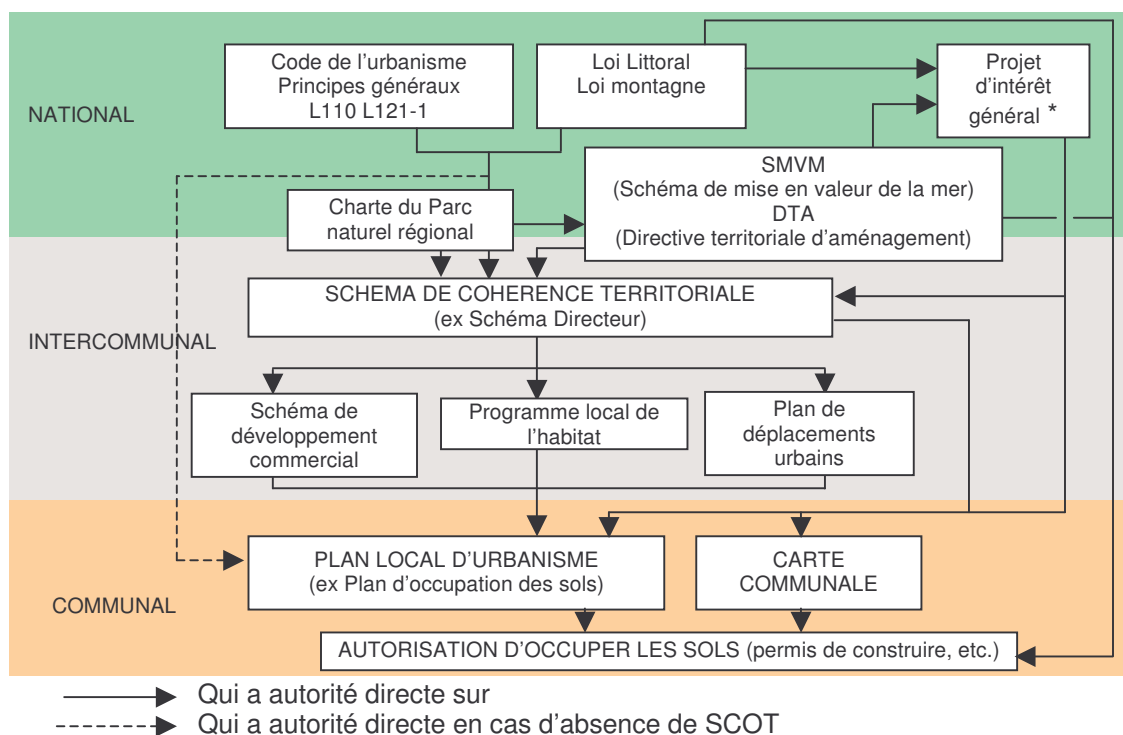 NATIONAL
Code de l'urbanisme
Principes généraux
L110 L121-1
Loi Littoral
Loi montagne
Projet
d'intérêt
général *
Charte du Parc
naturel régional
SMVM
(Schéma de mise en valeur de la mer)
DTA
(Directive territoriale d'aménagement)
INTERCOMMUNAL
SCHEMA DE COHERENCE TERRITORIALE
(ex Schéma Directeur)
Schéma de
développement
commercial
Programme local de
l'habitat
Plan de
déplacements
urbains
COMMUNAL
PLAN LOCAL D'URBANISME
(ex Plan d'occupation des sols)
CARTE
COMMUNALE
AUTORISATION D'OCCUPER LES SOLS (permis de construire, etc.)
Qui a autorité directe sur
Qui a autorité directe en cas d'absence de SCOT